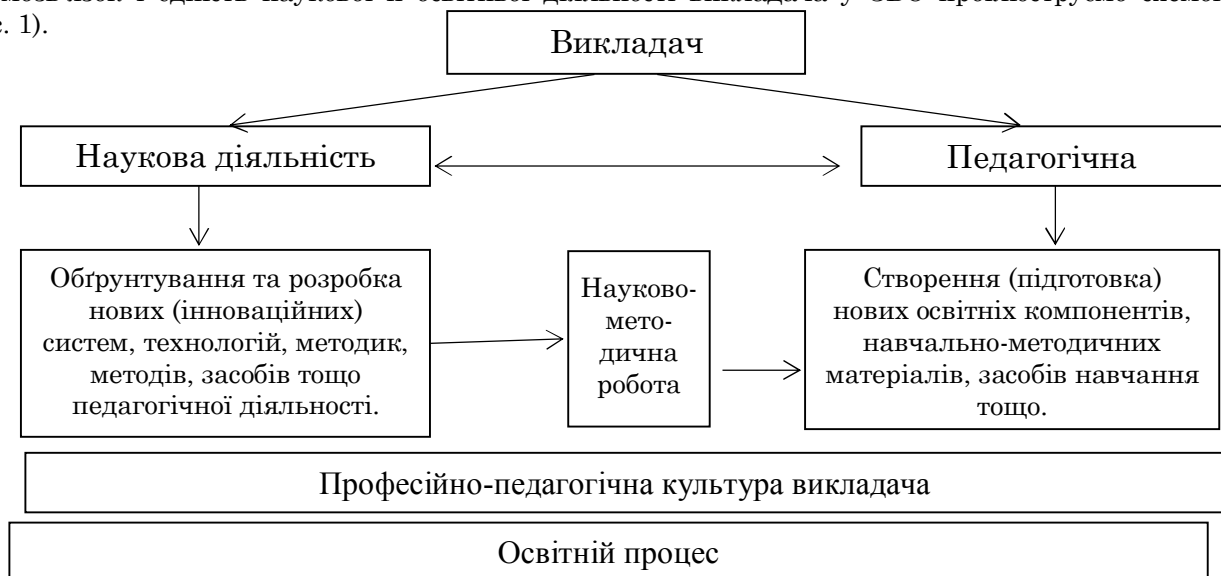 с. 1).
Викладач
Наукова діяльність
Педагогічна
Обґрунтування та розробка
нових (інноваційних)
систем, технологій, методик,
методів, засобів тощо
педагогічної діяльності.
Науково-
мето-
дична
робота
Створення (підготовка)
нових освітніх компонентів,
навчально-методичних
матеріалів, засобів навчання
тощо.
Професійно-педагогічна культура викладача
Освітній процес